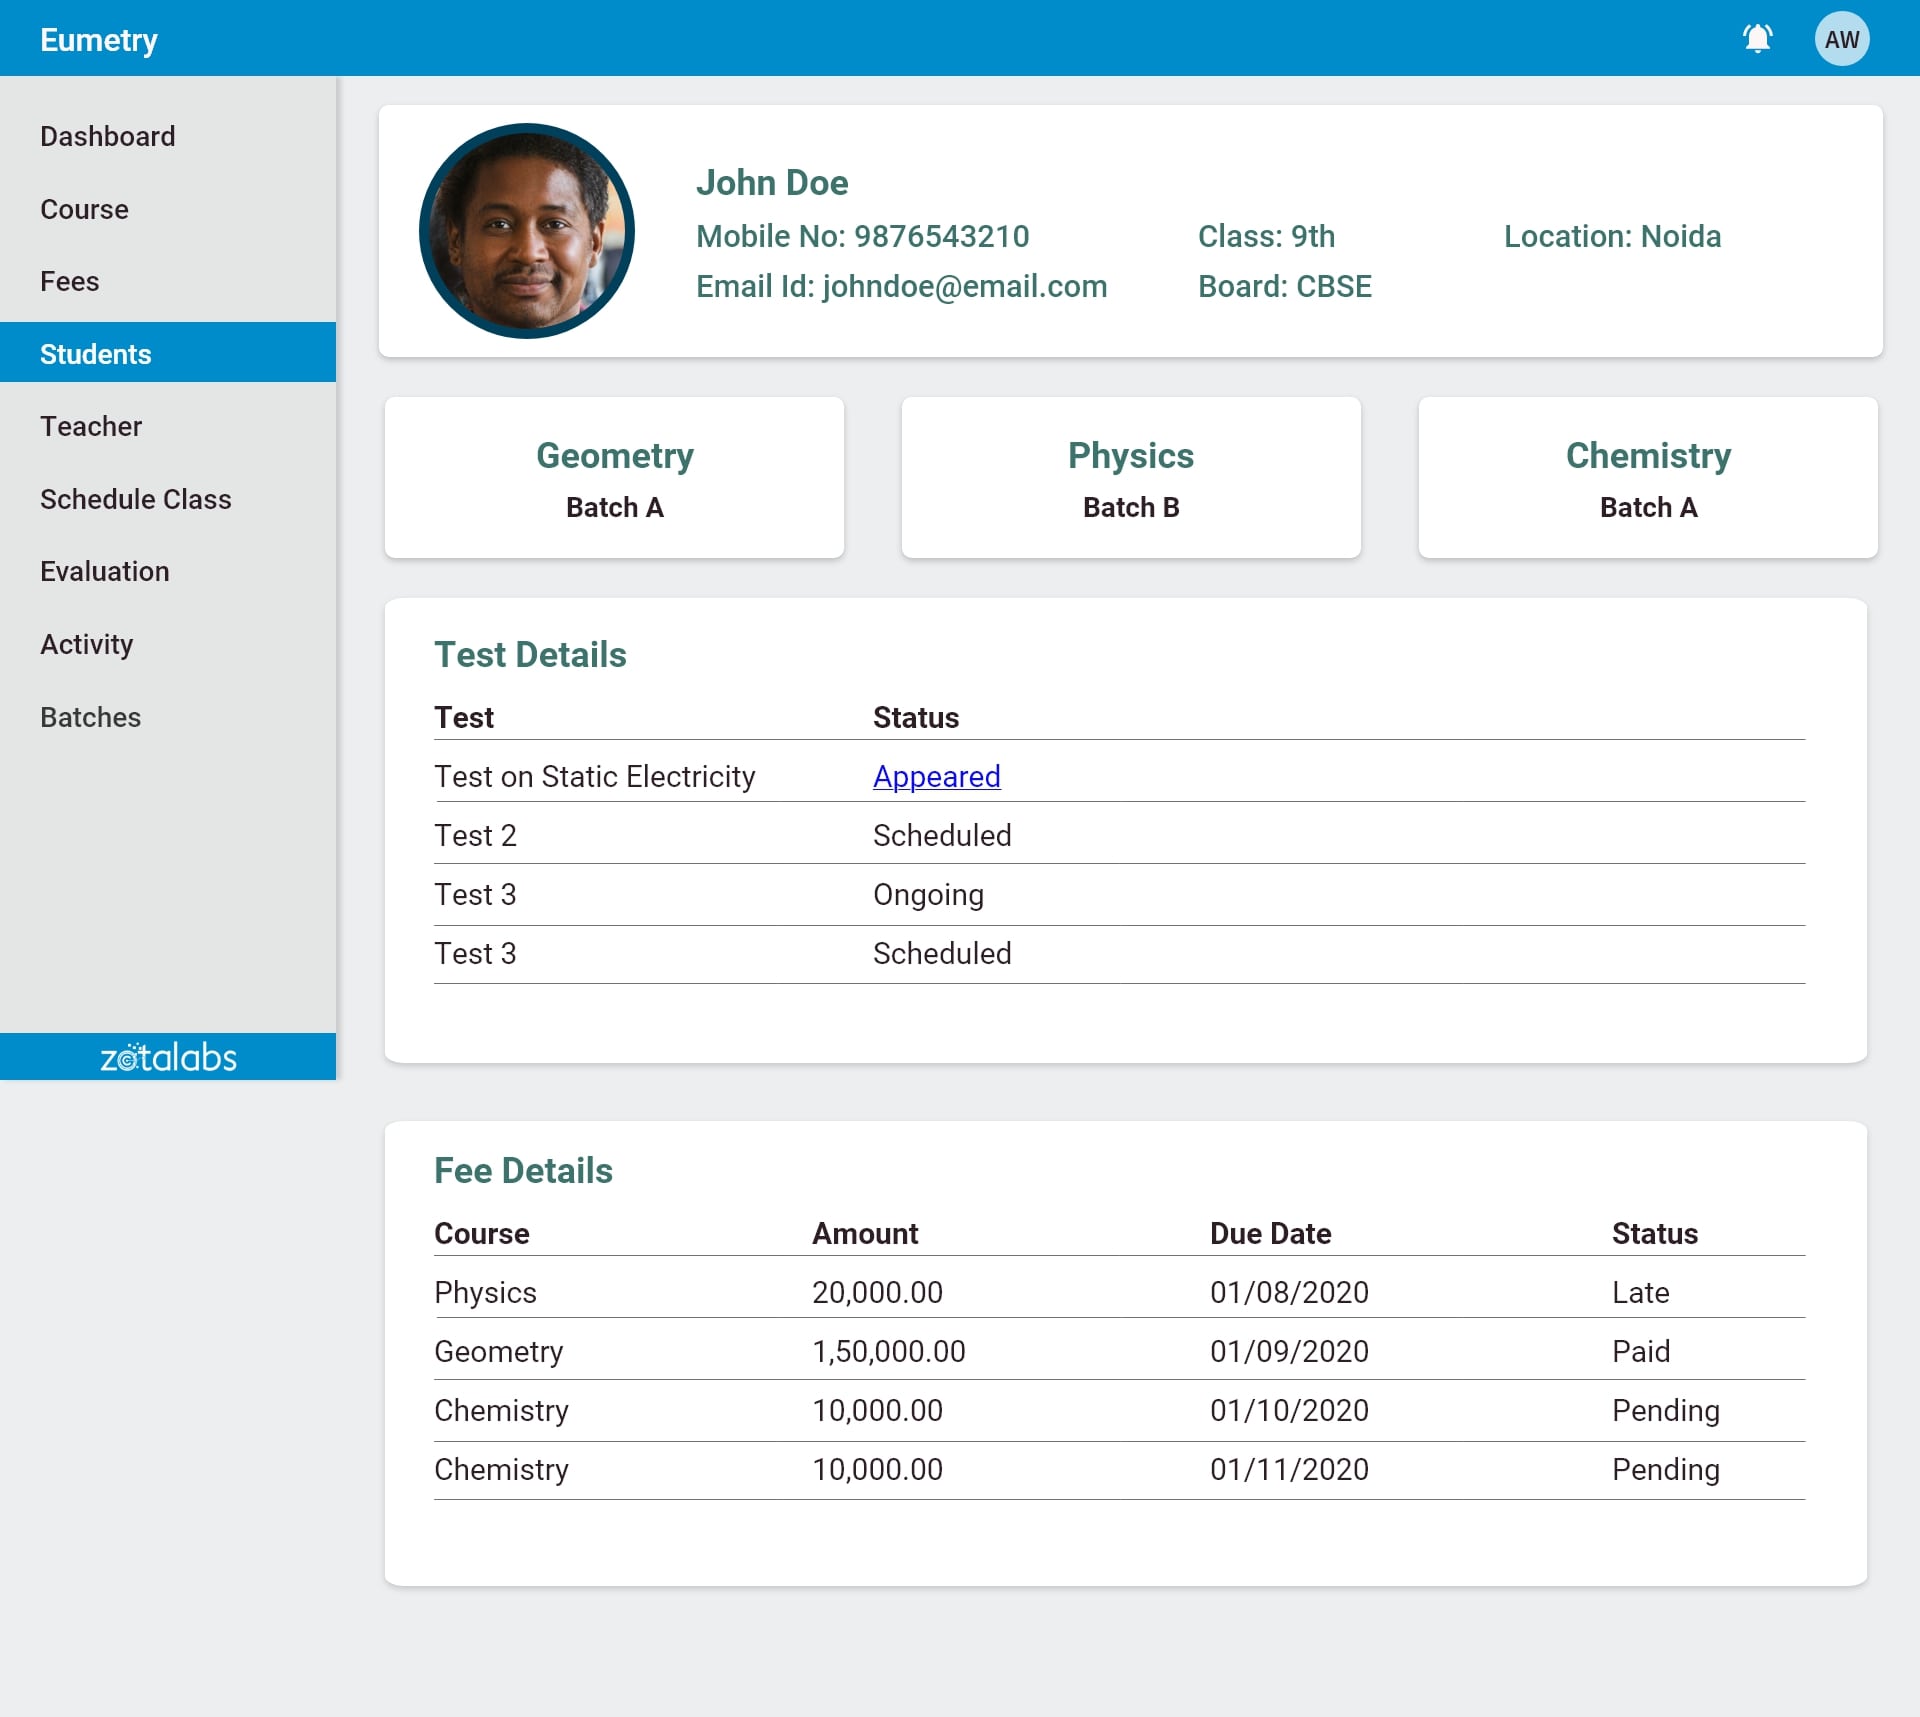 Eumetry
AW
Dashboard
Course
Fees
Students
Teacher
Schedule Class
Evaluation
Activity
Batches
zetalabs
John Doe
Mobile No: 9876543210 Class: 9th Location: Noida
Email Id: johndoe@email.com Board: CBSE
Geometry
Batch A
Physics
Batch B
Chemistry
Batch A
Test Details
Test Status
Test on Static Electricity Appeared
Test 2 Scheduled
Test 3 Ongoing
Test 3 Scheduled
Fee Details
Course Amount Due Date Status
Physics 20,000.00 01/08/2020 Late
Geometry 1,50,000.00 01/09/2020 Paid
Chemistry 10,000.00 01/10/2020 Pending
Chemistry 10,000.00 01/11/2020 Pending